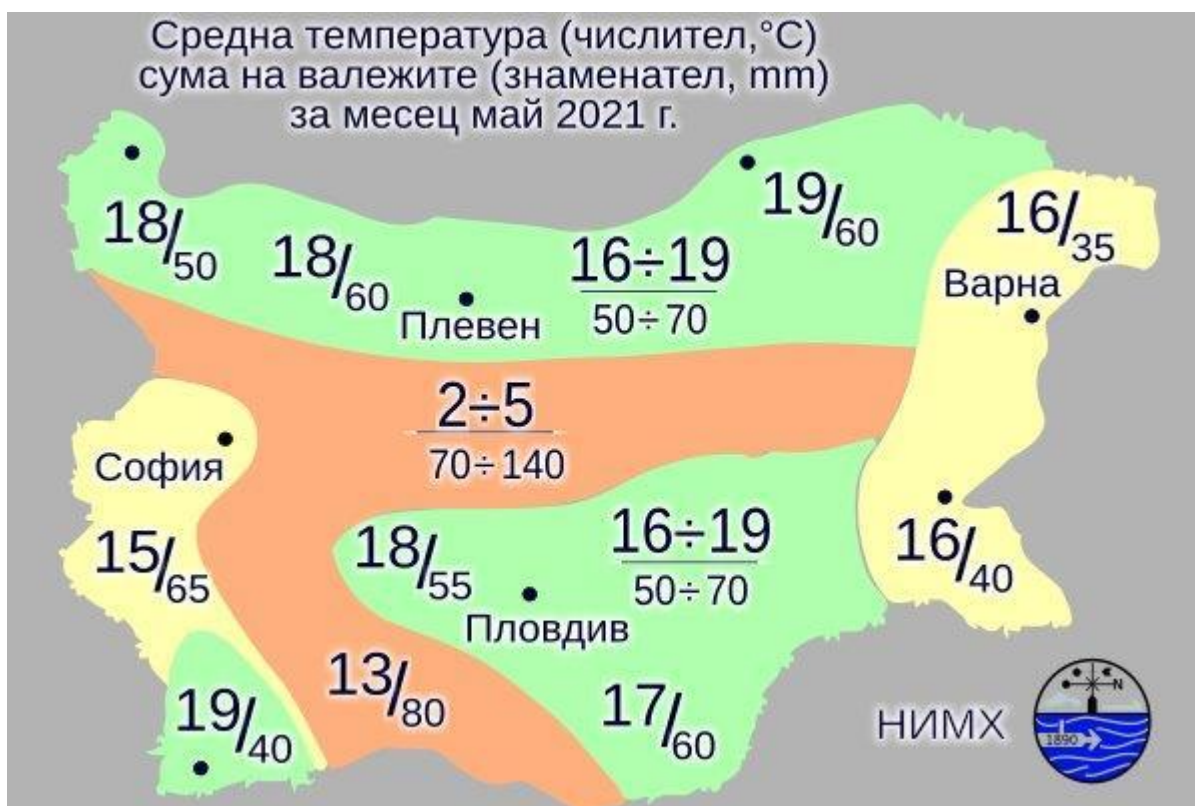 Средна температура (числител,°C)
сума на валежите (знаменател, mm)
за месец май 2021 г.
18/50
18/60
Плевен
16÷19
50÷70
19/60
16/35
Варна
2÷5
70÷140
София
15/65
18/55
Пловдив
16÷19
50÷70
16/40
19/40
13/80
17/60
НИМХ
N
1890